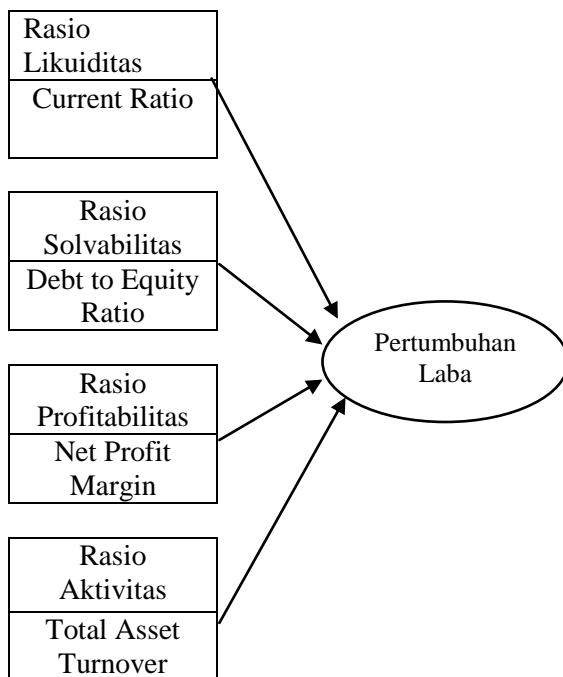 Rasio
Likuiditas
Current Ratio
Rasio
Solvabilitas
Debt to Equity
Ratio
Rasio
Profitabilitas
Net Profit
Margin
Rasio
Aktivitas
Total Asset
Turnover
Pertumbuhan
Laba